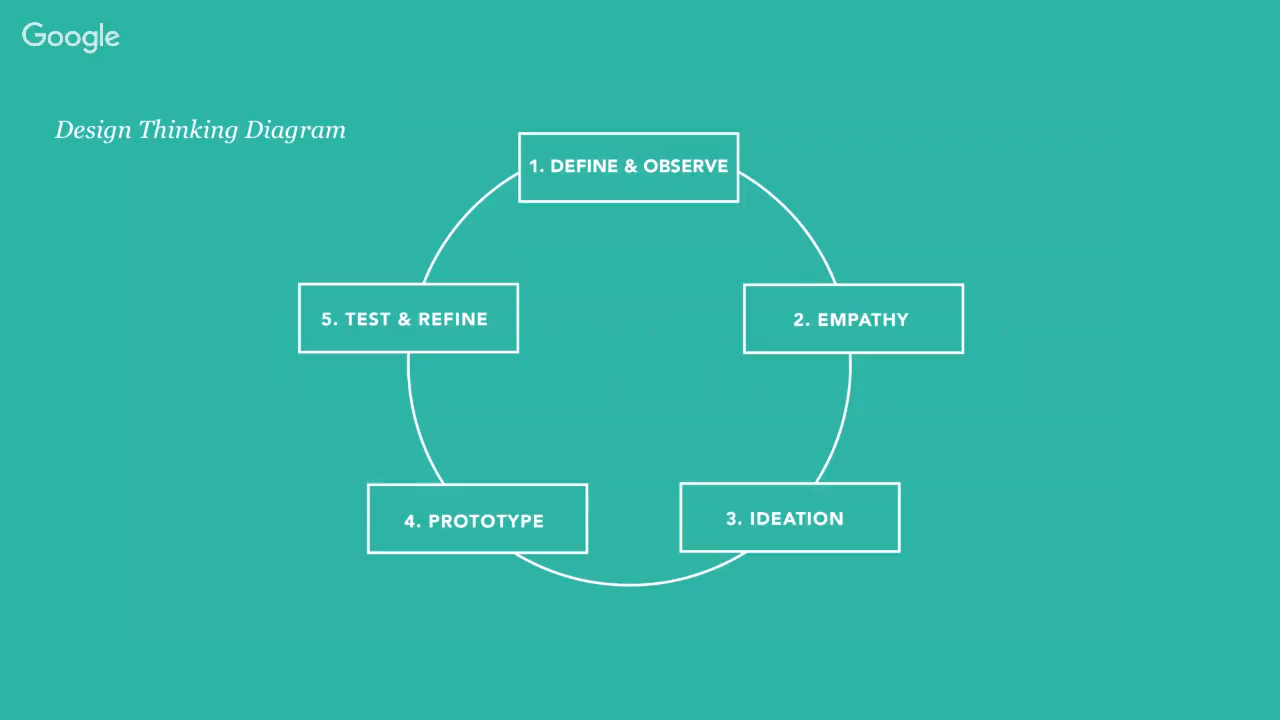 Google
Design Thinking Diagram
1. DEFINE & OBSERVE
2. EMPATHY
3. IDEATION
4. PROTOTYPE
5. TEST & REFINE